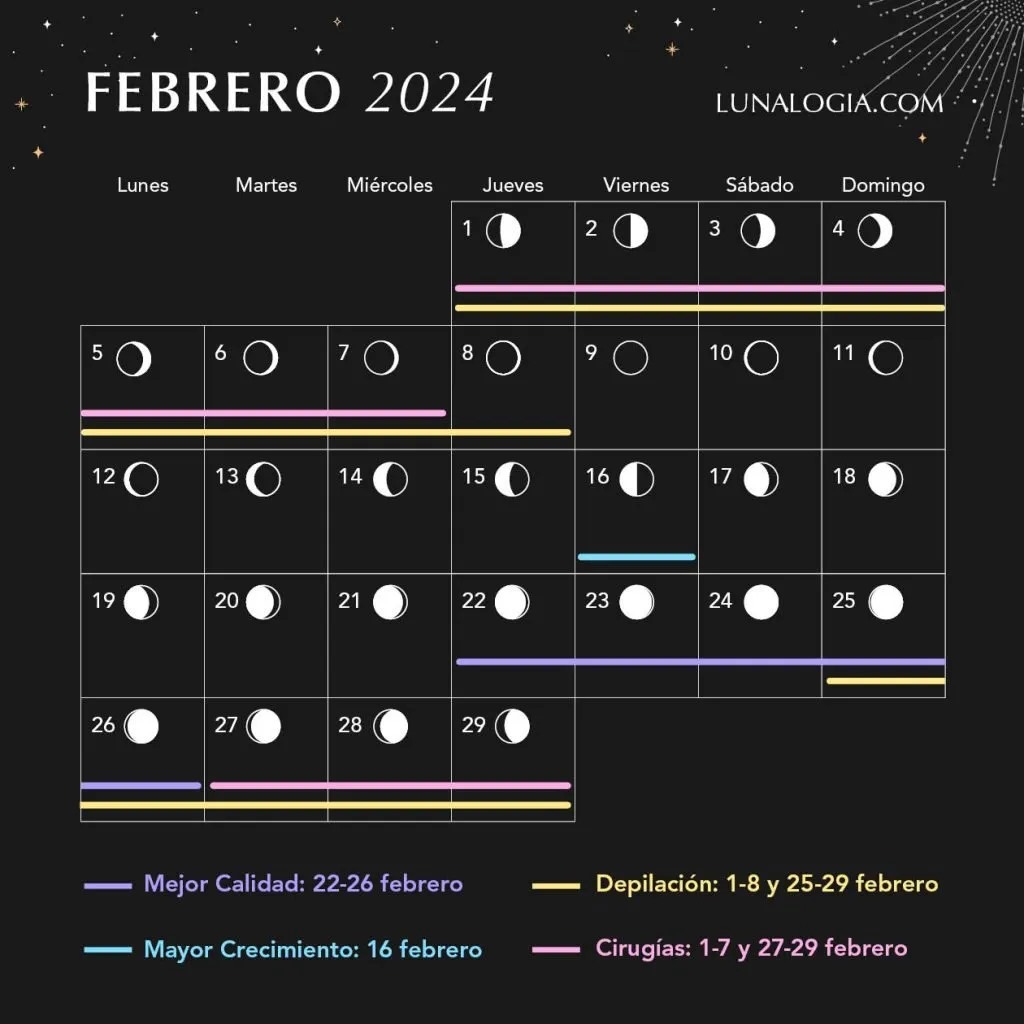 FEBRERO 2024
LUNALOGIA.COM
Lunes Martes Miércoles Jueves Viernes Sábado Domingo
1 2 3 4
5 6 7 8 9 10 11
12 13 14 15 16 17 18
19 20 21 22 23 24 25
26 27 28 29
Mejor Calidad: 22-26 febrero
Depilación: 1-8 y 25-29 febrero
Mayor Crecimiento: 16 febrero
Cirugías: 1-7 y 27-29 febrero